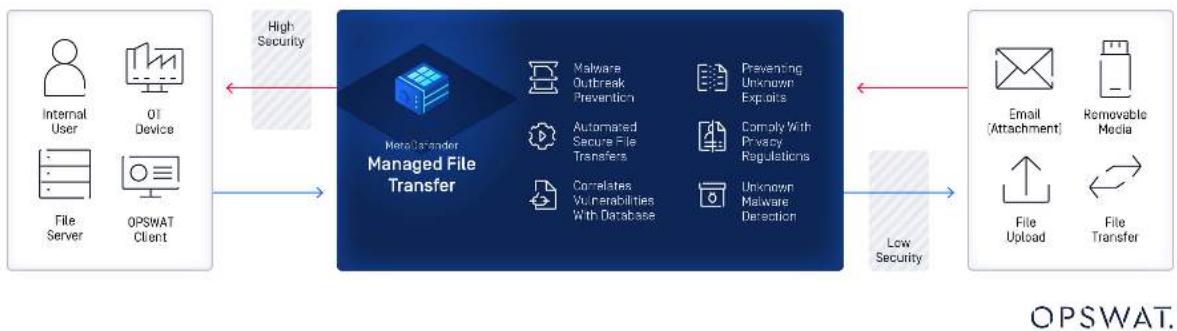 High
Security
Internal
User
OT
Device
File
Server
OPSWAT
Client
MetaDefender
Managed File
Transfer
Malware
Outbreak
Prevention
Automated
Secure File
Transfers
Correlates
Vulnerabilities
With Database
Preventing
Unknown
Exploits
Comply With
Privacy
Regulations
Unknown
Malware
Detection
Low
Security
Email
(Attachment)
Removable
Media
File
Upload
File
Transfer
OPSWAT.